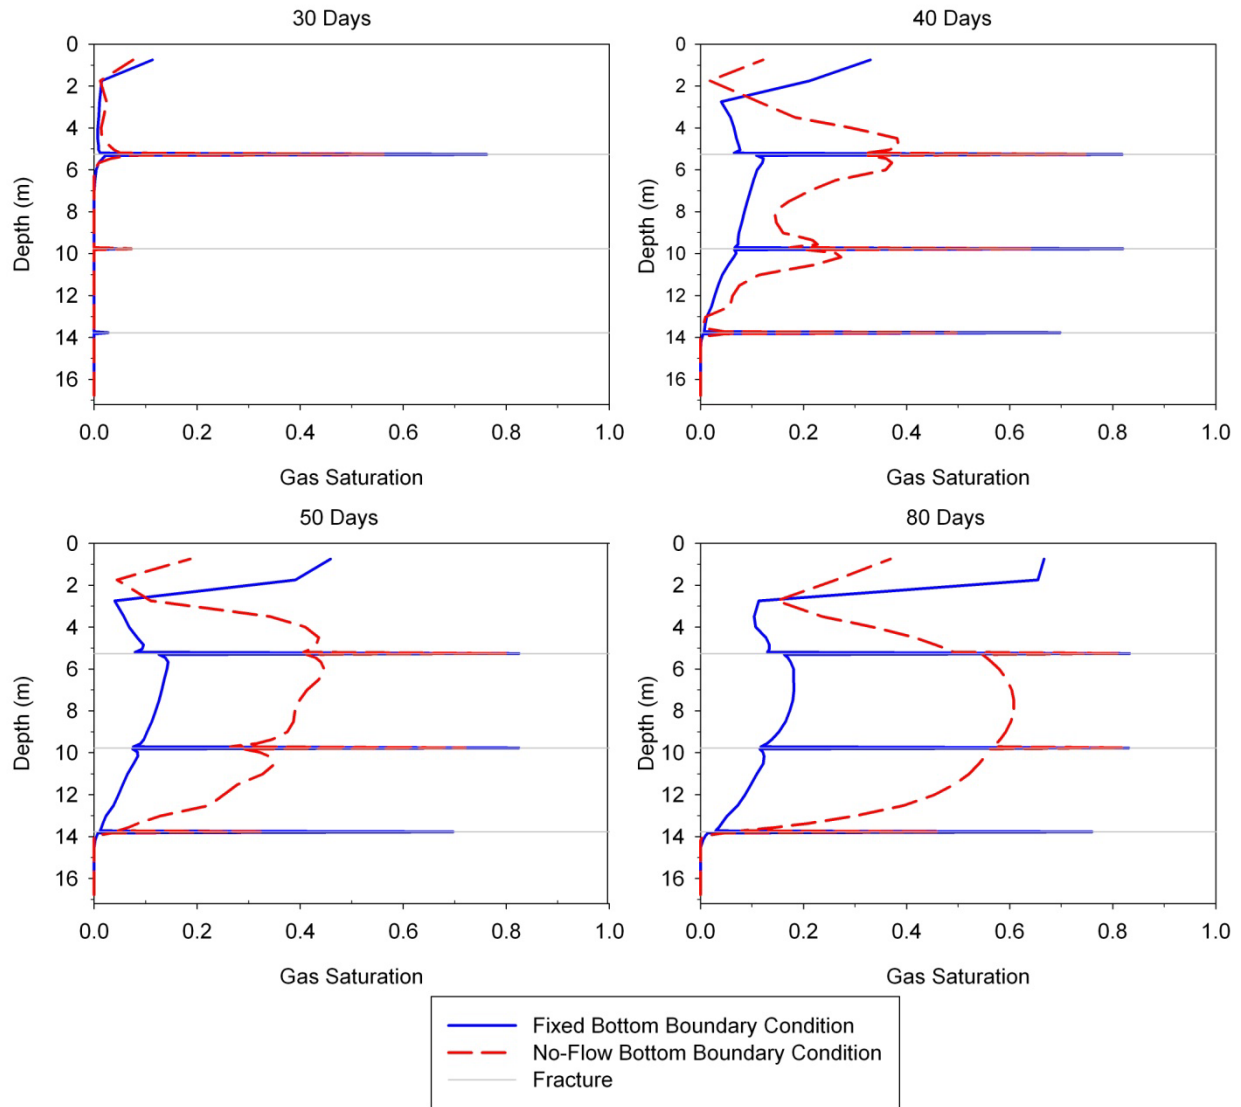 30 Days
0
2
4
6
8
10
12
14
16
Depth (m)
0.0 0.2 0.4 0.6 0.8 1.0
Gas Saturation
40 Days
0
2
4
6
8
10
12
14
16
Depth (m)
0.0 0.2 0.4 0.6 0.8 1.0
Gas Saturation
50 Days
0
2
4
6
8
10
12
14
16
Depth (m)
0.0 0.2 0.4 0.6 0.8 1.0
Gas Saturation
80 Days
0
2
4
6
8
10
12
14
16
Depth (m)
0.0 0.2 0.4 0.6 0.8 1.0
Gas Saturation
Fixed Bottom Boundary Condition
No-Flow Bottom Boundary Condition
Fracture